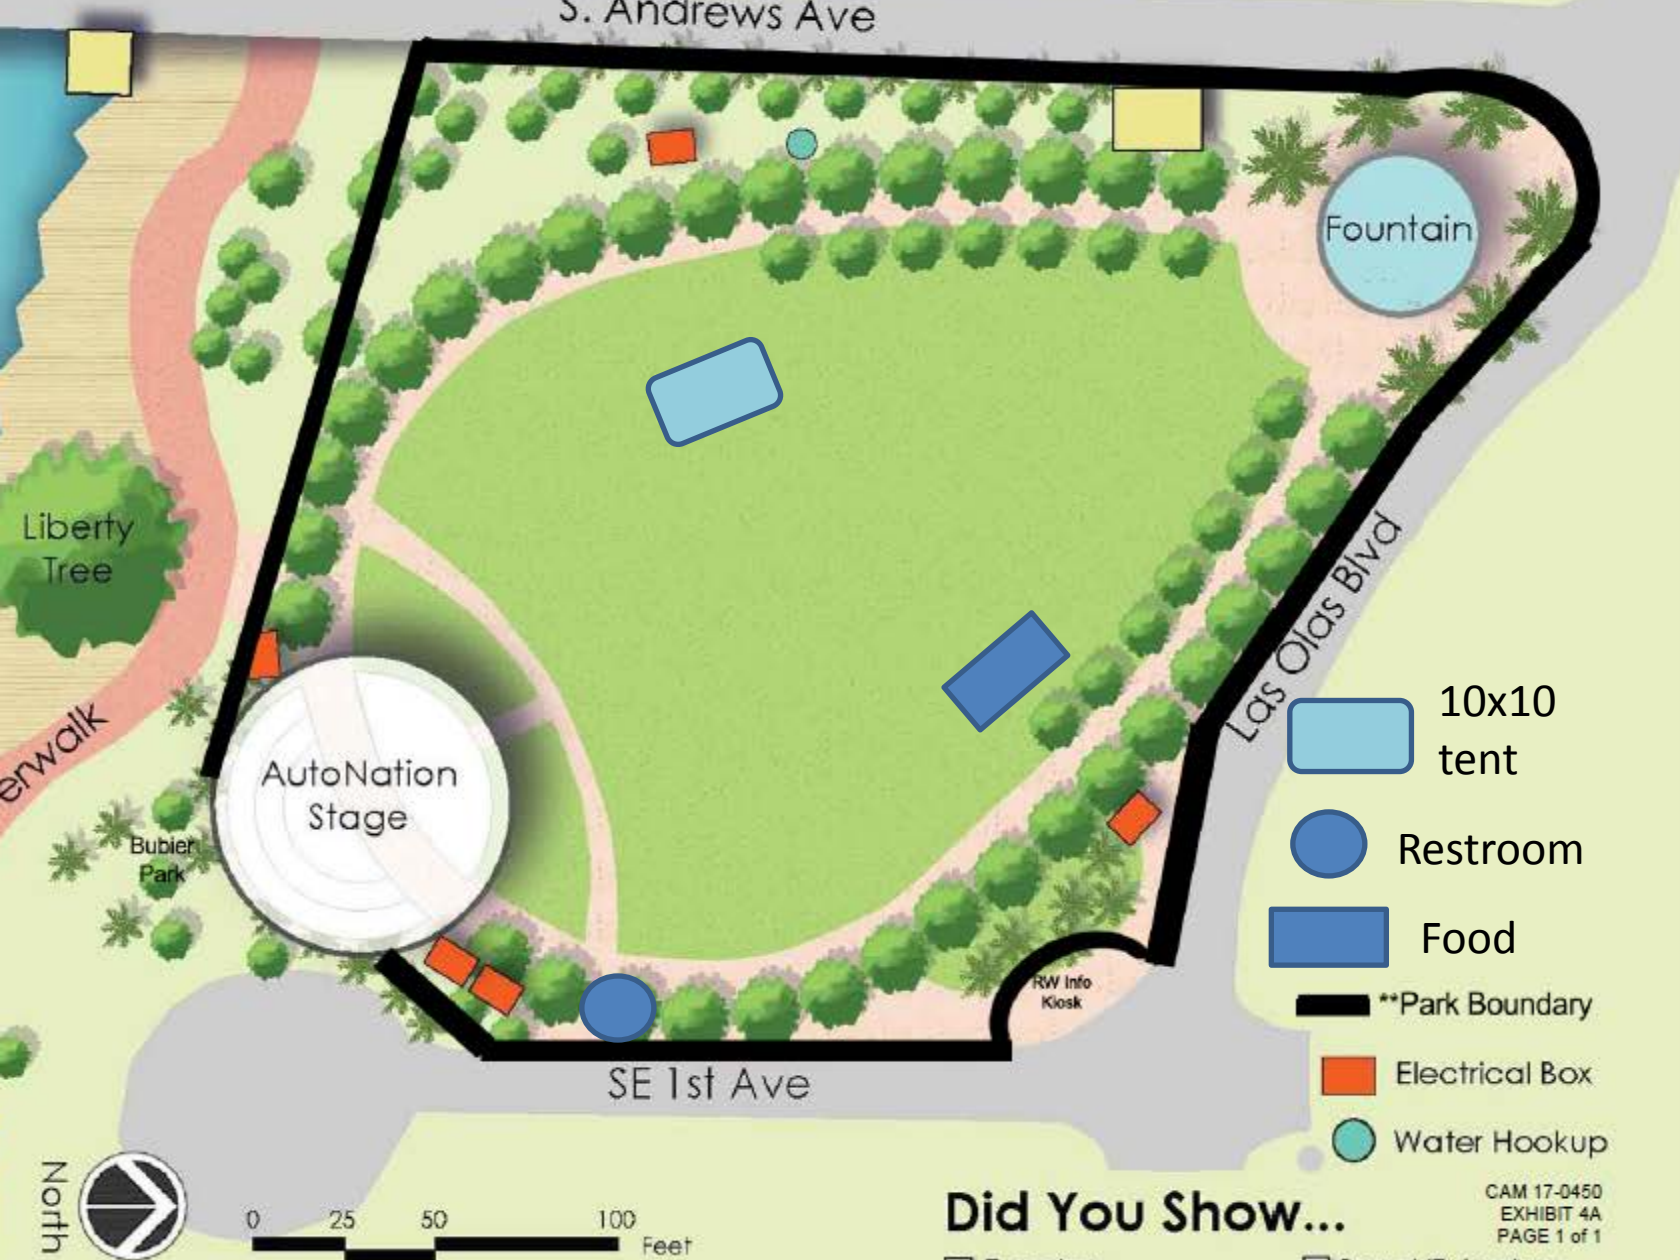 S. Andrews Ave
Fountain
Liberty
Tree
Las Olas Blvd
10x10
tent
erwalk
AutoNation
Stage
Restroom
Bubier
Park
Food
RW Info
Kiosk
**Park Boundary
SE 1st Ave
Electrical Box
Water Hookup
North
0 25 50 100
Feet
Did You Show...
CAM 17-0450
EXHIBIT 4A
PAGE 1 of 1